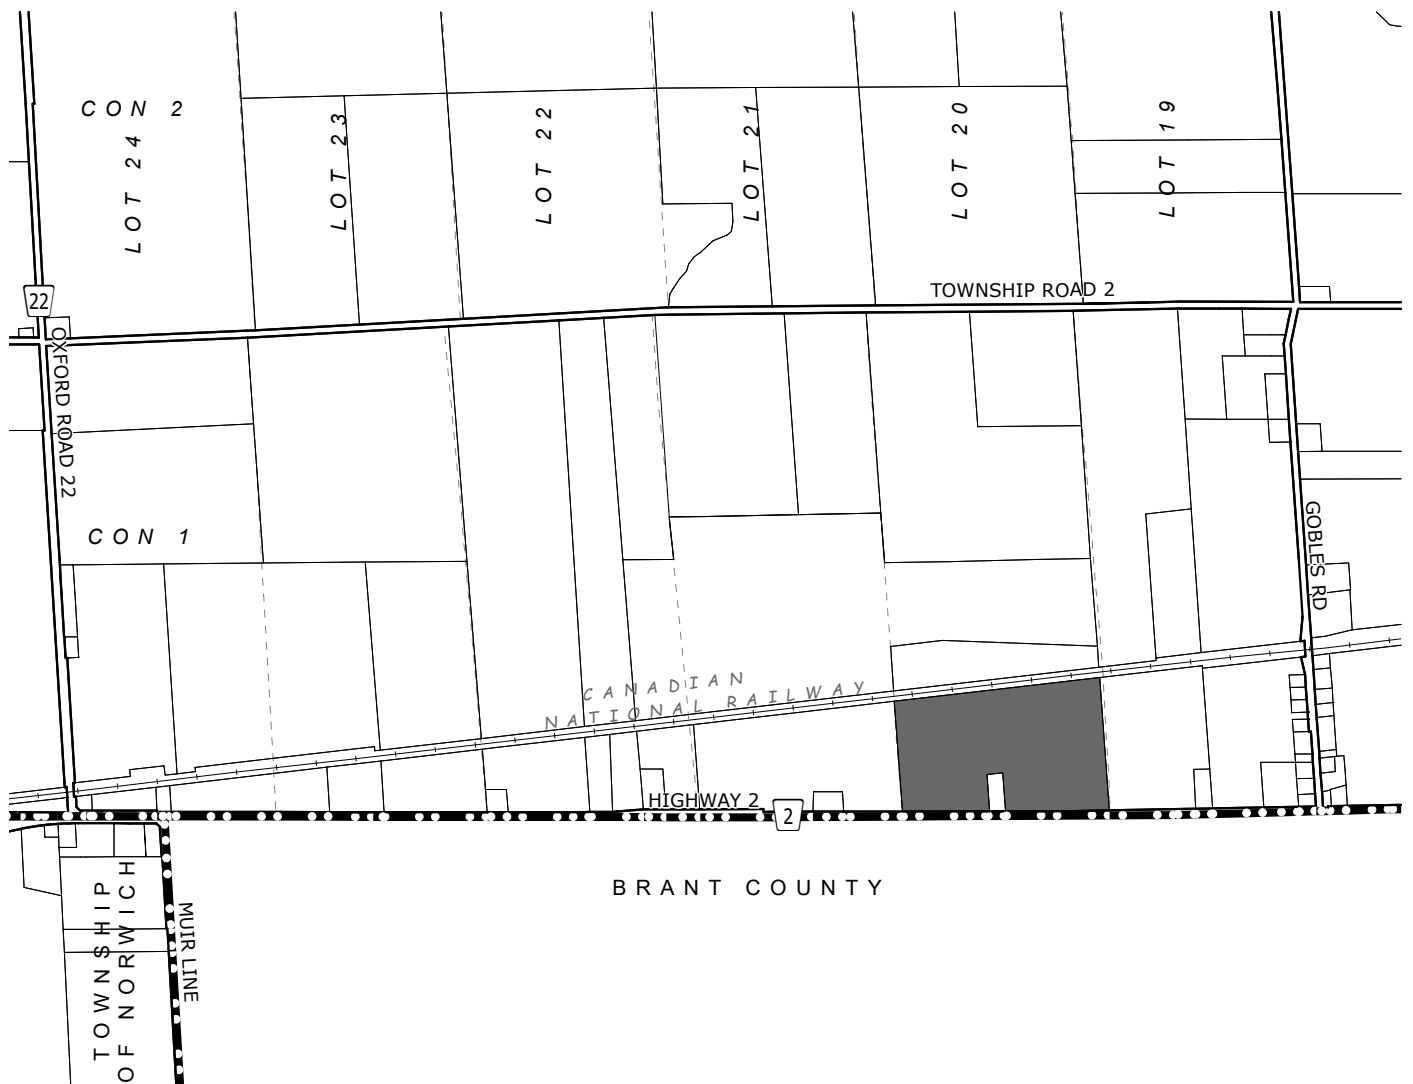 CON 2
LOT 24
LOT 23
LOT 22
LOT 21
LOT 20
LOT 19
22
TOWNSHIP ROAD 2
OXFORD ROAD 22
CON 1
GOBLES RD
CANADIAN
NATIONAL RAILWAY
HIGHWAY 2
2
BRANT COUNTY
TOWNSHIP
OF NORWICH
MUIR LINE